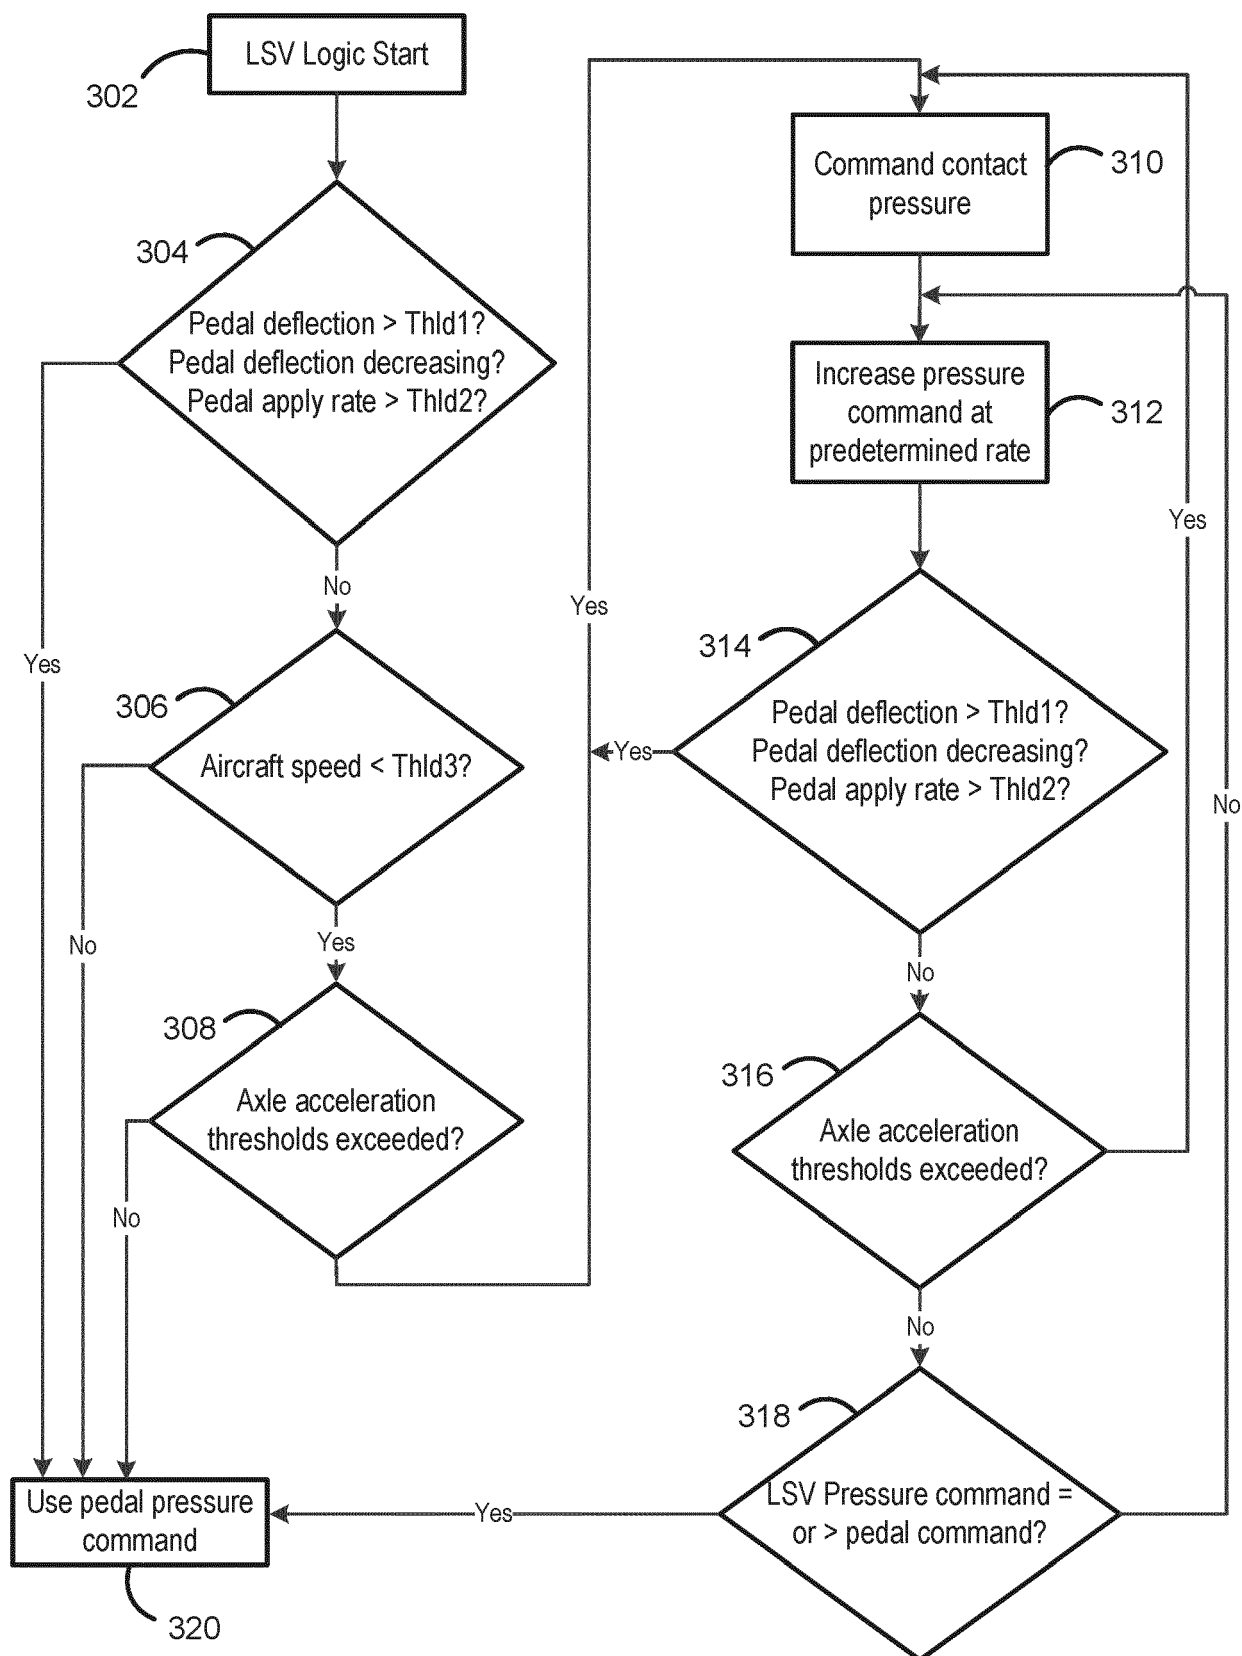 LSV Logic Start
302
304
Pedal deflection > Thld1?
Pedal deflection decreasing?
Pedal apply rate > Thld2?
No
Yes
306
Aircraft speed < Thld3?
No
Yes
308
Axle acceleration
thresholds exceeded?
No
Use pedal pressure
command
320
Yes
Command contact
pressure
310
Increase pressure
command at
predetermined rate
312
Yes
314
Pedal deflection > Thld1?
Pedal deflection decreasing?
Pedal apply rate > Thld2?
Yes
No
No
316
Axle acceleration
thresholds exceeded?
No
318
LSV Pressure command =
or > pedal command?
Yes